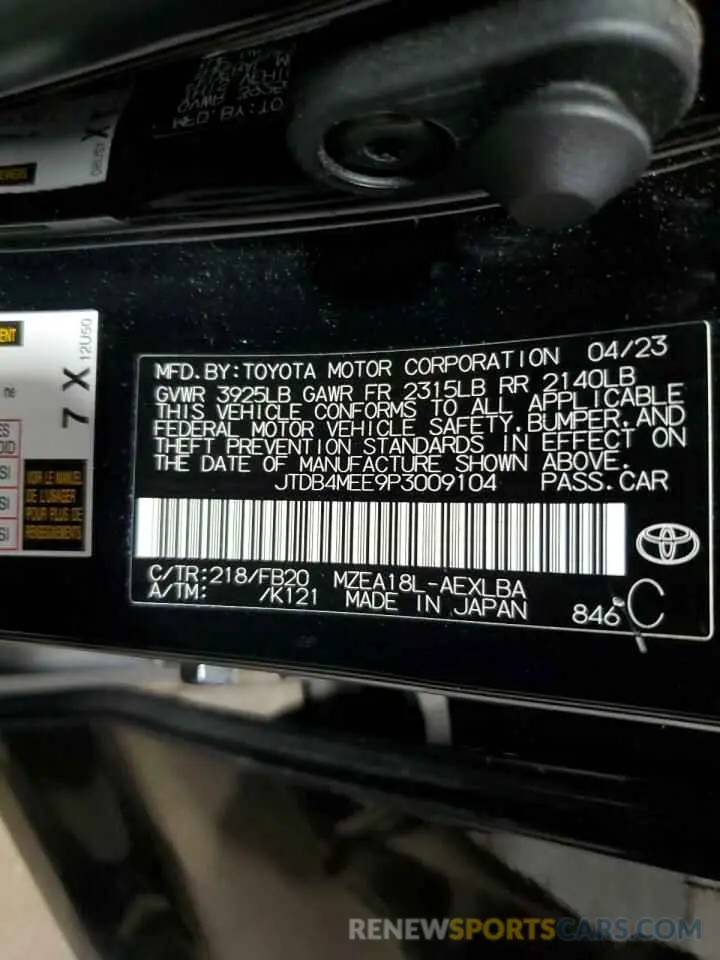 7 X
12U50
ne
VOIR LE MANUEL
DE L'USAGER
POUR PLUS DE
RENSEIGNEMENTS
MFD.BY:TOYOTA MOTOR CORPORATION 04/23
GVWR 3925LB GAWR FR 2315LB RR 2140LB
THIS VEHICLE CONFORMS TO ALL APPLICABLE
FEDERAL MOTOR VEHICLE SAFETY,BUMPER,AND
THEFT PREVENTION STANDARDS IN EFFECT ON
THE DATE OF MANUFACTURE SHOWN ABOVE.
JTDB4MEE9P3009104 PASS.CAR
C/TR:218/FB20 MZEA18L-AEXLBA
A/TM: /K121 MADE IN JAPAN 846 C
RENEWSPORTSCARS.COM